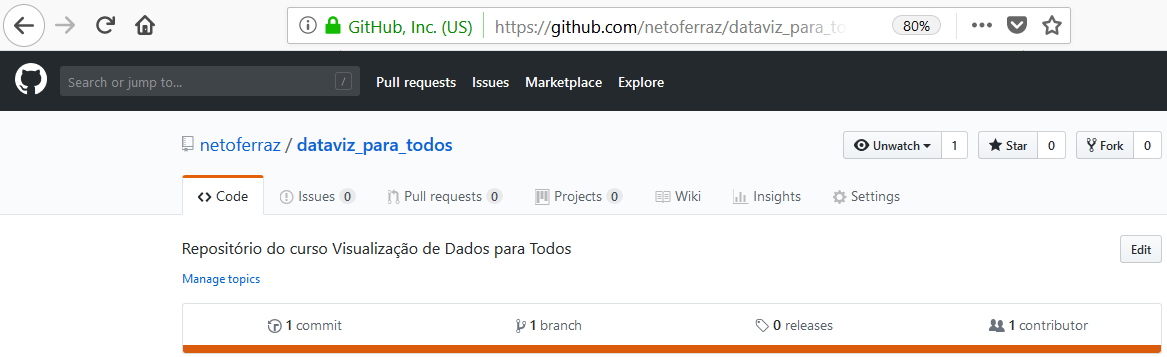 GitHub, Inc. (US) https://github.com/netoferraz/dataviz_para_to 80%
Search or jump to... / Pull requests Issues Marketplace Explore
netoferraz / dataviz_para_todos Unwatch 1 Star 0 Fork 0
Code Issues 0 Pull requests 0 Projects 0 Wiki Insights Settings
Repositório do curso Visualização de Dados para Todos Edit
Manage topics
1 commit 1 branch 0 releases 1 contributor